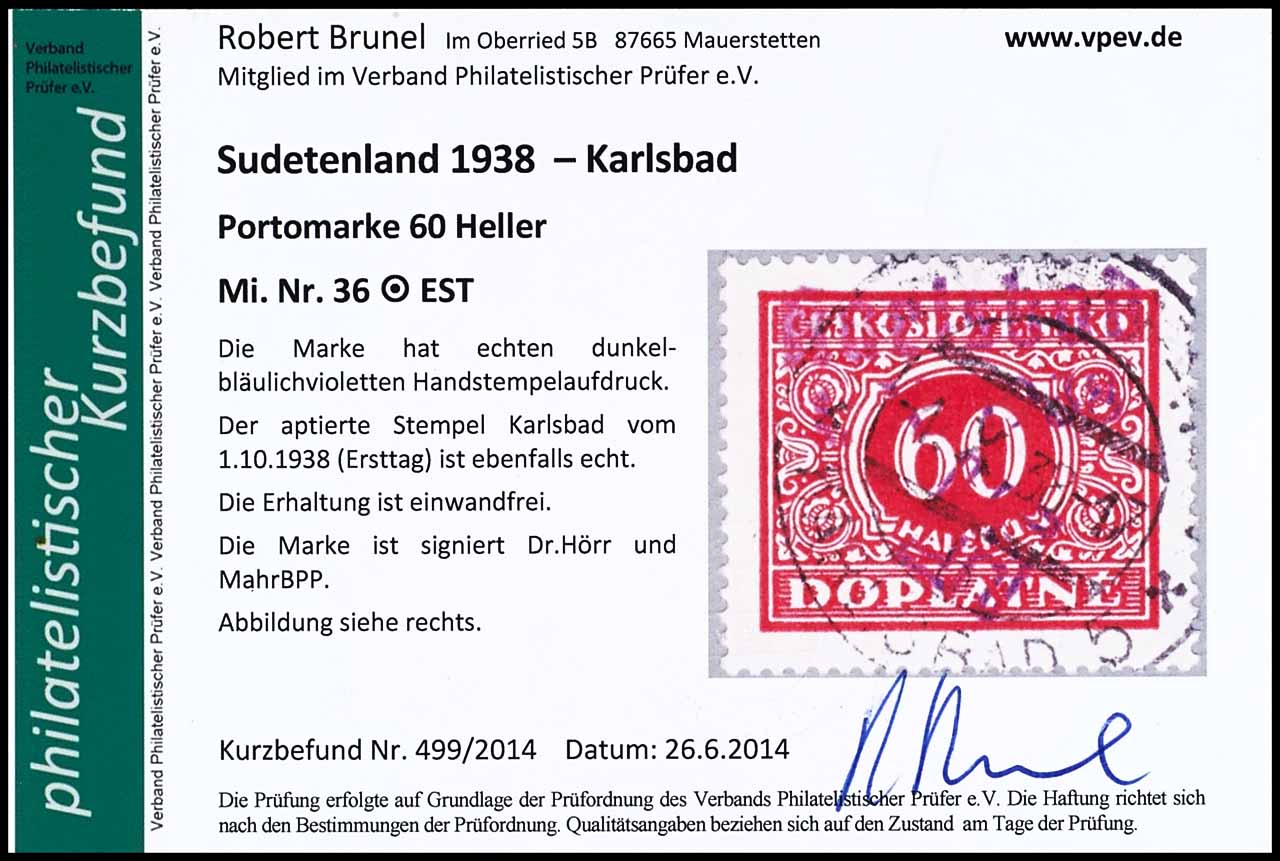 Verband
Philatelistischer
Prüfer e.V.
philatelistischer
Kurzbefund
Verband Philatelistischer Prüfer e.V. Verband Philatelistischer Prüfer e.V. Verband Philatelistischer Prüfer e.V.
Robert Brunel Im Oberried 5B 87665 Mauerstetten
www.vpev.de
Mitglied im Verband Philatelistischer Prüfer e.V.
Sudetenland 1938 – Karlsbad
Portomarke 60 Heller
Mi. Nr. 36 ⊙ EST
Die Marke hat echten dunkel-
bläulichvioletten Handstempelaufdruck.
Der aptierte Stempel Karlsbad vom
1.10.1938 (Ersttag) ist ebenfalls echt.
Die Erhaltung ist einwandfrei.
Die Marke ist signiert Dr.Hörr und
MahrBPP.
Abbildung siehe rechts.
ČESKOSLOVENSKO
60
DOPLATNÉ
5
Kurzbefund Nr. 499/2014 Datum: 26.6.2014
Die Prüfung erfolgte auf Grundlage der Prüfordnung des Verbands Philatelistischer Prüfer e.V. Die Haftung richtet sich
nach den Bestimmungen der Prüfordnung. Qualitätsangaben beziehen sich auf den Zustand am Tage der Prüfung.